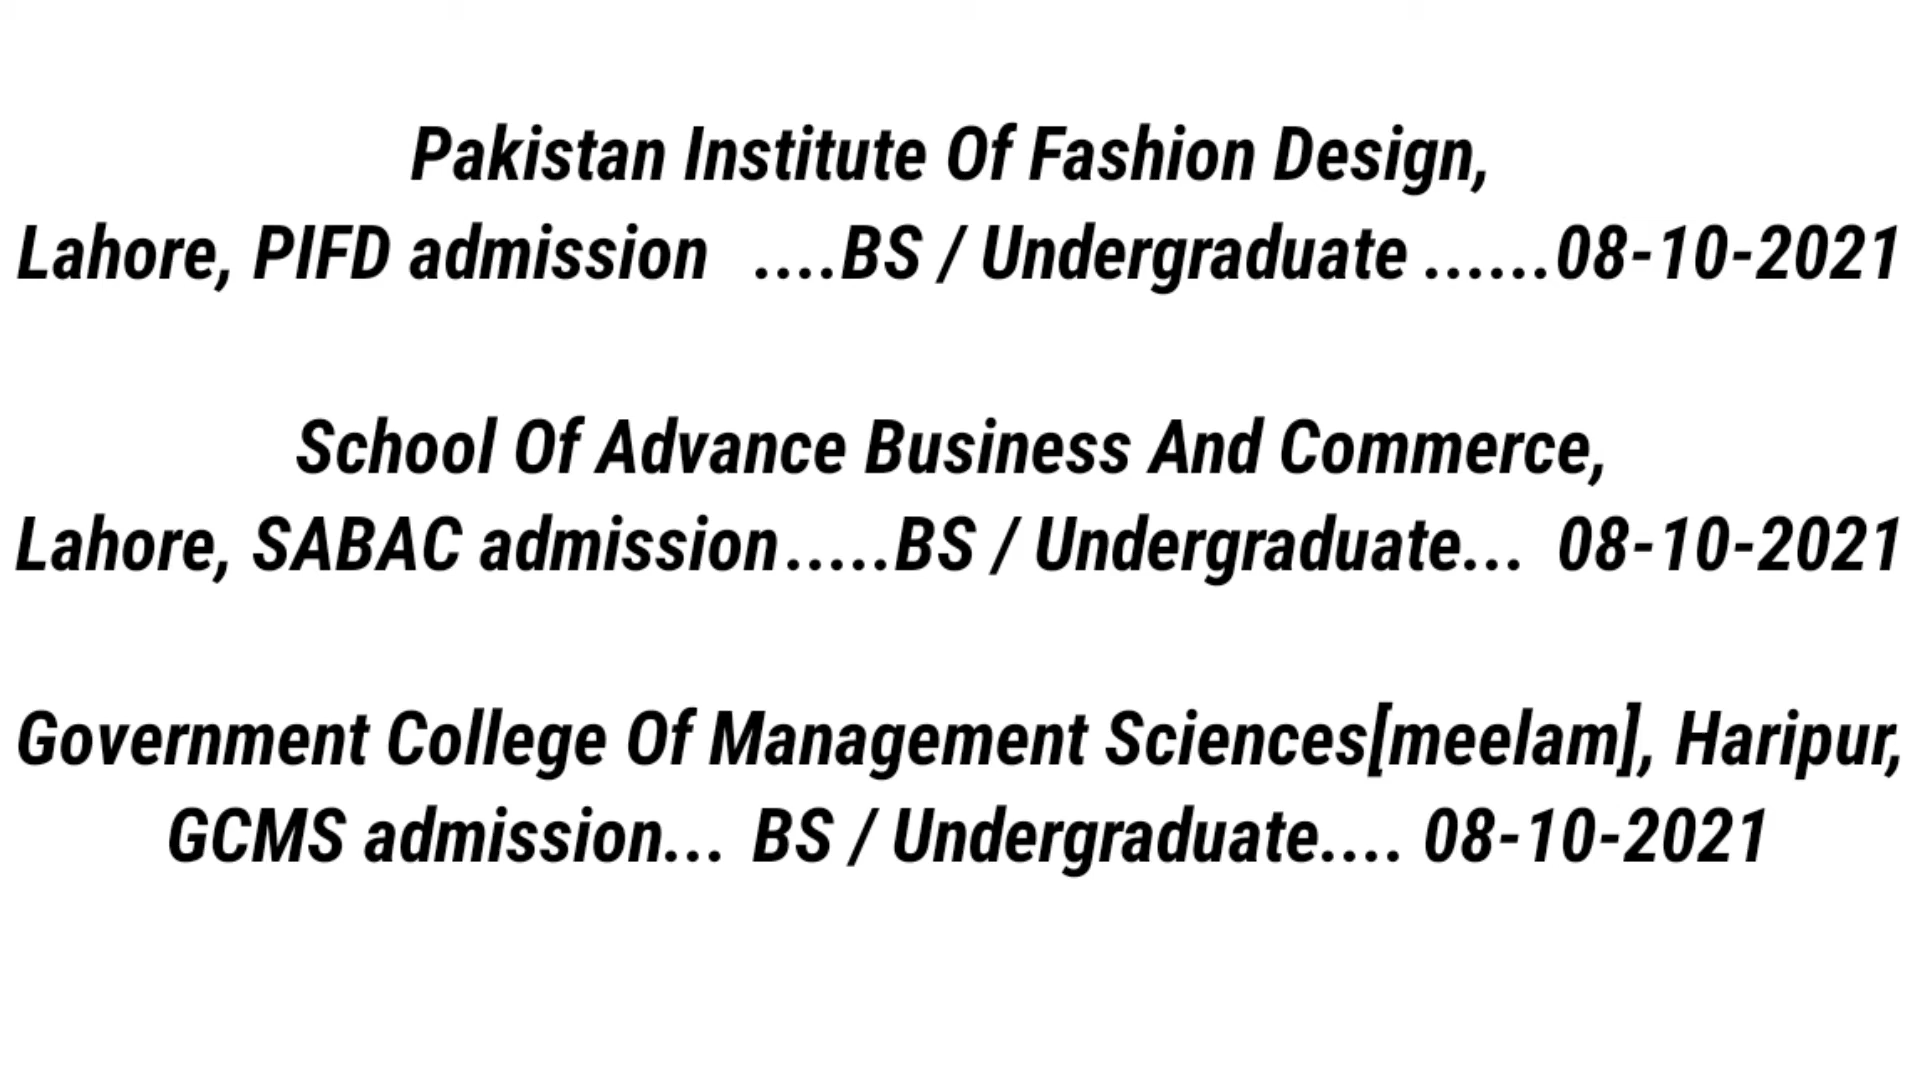 Pakistan Institute Of Fashion Design,
Lahore, PIFD admission ....BS / Undergraduate ......08-10-2021
School Of Advance Business And Commerce,
Lahore, SABAC admission.....BS / Undergraduate... 08-10-2021
Government College Of Management Sciences[meelam], Haripur,
GCMS admission... BS / Undergraduate.... 08-10-2021